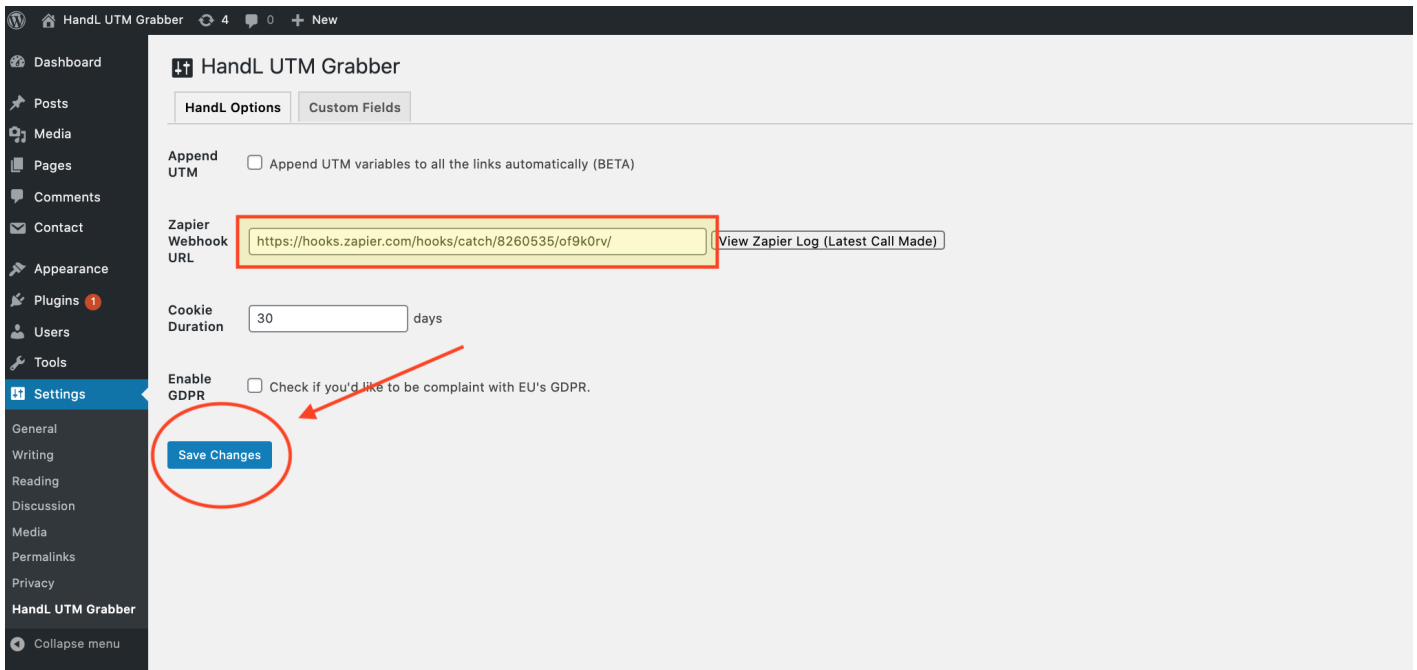 HandL UTM Grabber 4 0 + New
Dashboard
Posts
Media
Pages
Comments
Contact
Appearance
Plugins 1
Users
Tools
Settings
General
Writing
Reading
Discussion
Media
Permalinks
Privacy
HandL UTM Grabber
Collapse menu
HandL UTM Grabber
HandL Options Custom Fields
Append
UTM
Append UTM variables to all the links automatically (BETA)
Zapier
Webhook
URL
https://hooks.zapier.com/hooks/catch/8260535/of9k0rv/ View Zapier Log (Latest Call Made)
Cookie
Duration
30 days
Enable
GDPR
Check if you'd like to be complaint with EU's GDPR.
Save Changes